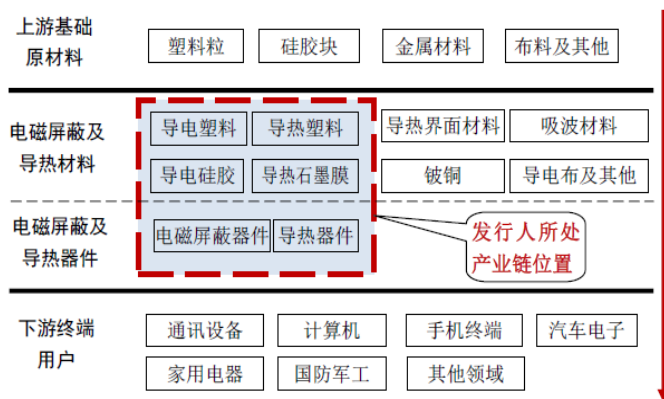 上游基础
原材料
塑料粒 硅胶块 金属材料 布料及其他
电磁屏蔽及
导热材料
导电塑料 导热塑料 导热界面材料 吸波材料
导电硅胶 导热石墨膜 铍铜 导电布及其他
电磁屏蔽及
导热器件
电磁屏蔽器件 导热器件
发行人所处
产业链位置
下游终端
用户
通讯设备 计算机 手机终端 汽车电子
家用电器 国防军工 其他领域